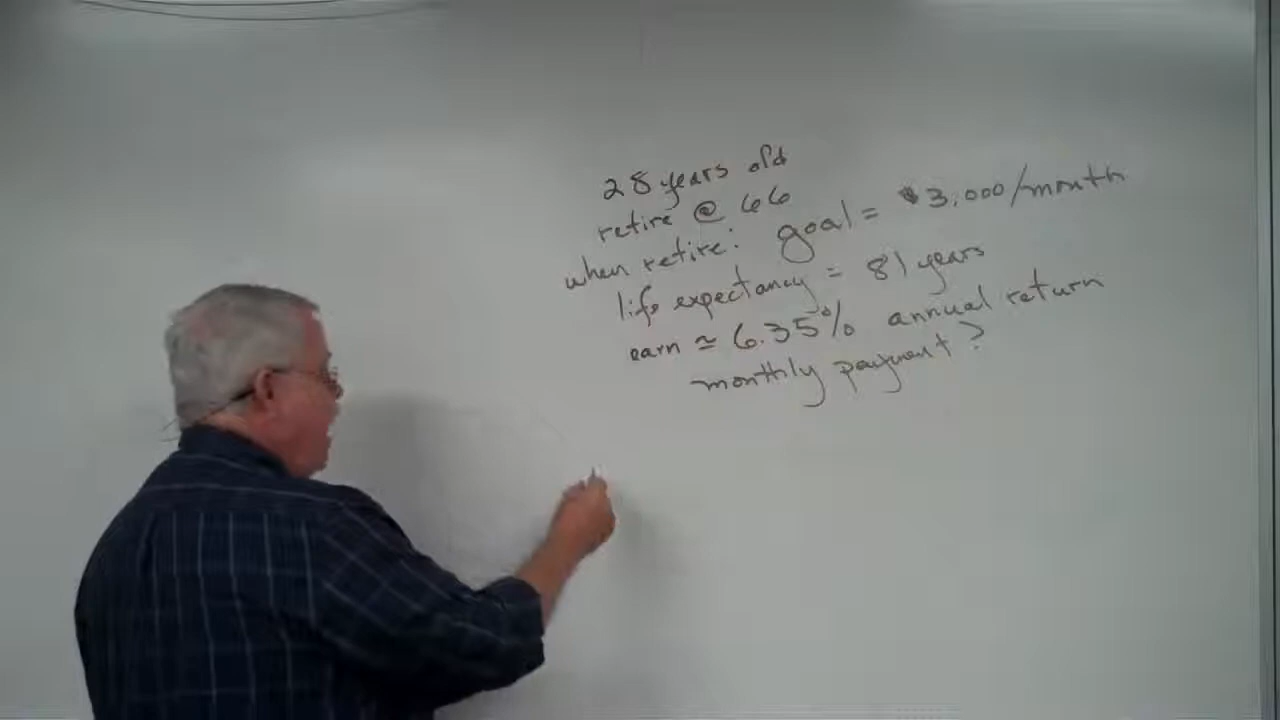 28 years old
retire @ 66
when retire: goal = $3,000/month
life expectancy = 81 years
earn ≃ 6.35% annual return
monthly payment?